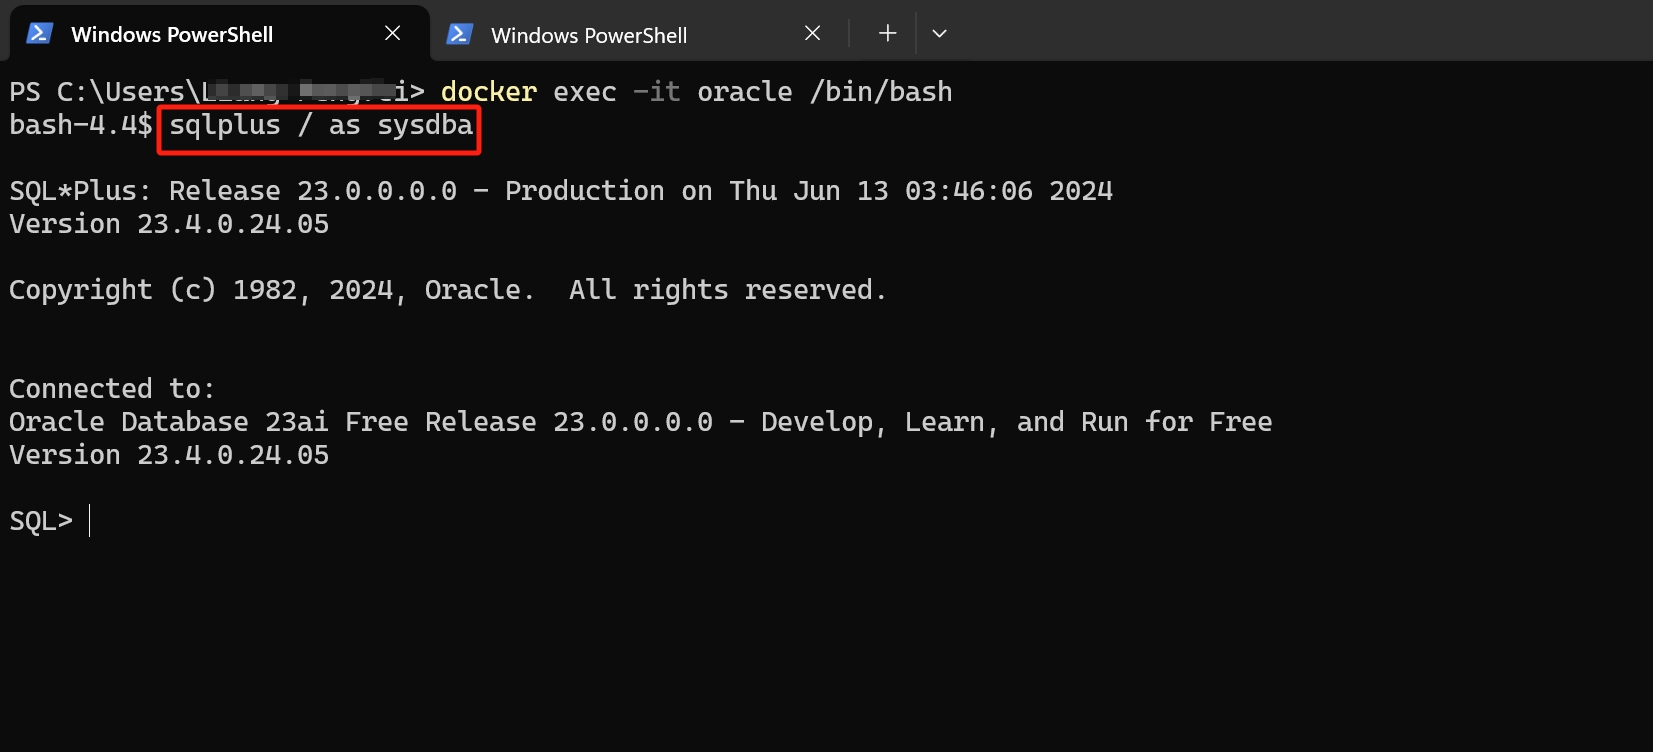 Windows PowerShell
Windows PowerShell
PS C:\Users\ > docker exec -it oracle /bin/bash
bash-4.4$ sqlplus / as sysdba
SQL*Plus: Release 23.0.0.0.0 - Production on Thu Jun 13 03:46:06 2024
Version 23.4.0.24.05
Copyright (c) 1982, 2024, Oracle.  All rights reserved.
Connected to:
Oracle Database 23ai Free Release 23.0.0.0.0 - Develop, Learn, and Run for Free
Version 23.4.0.24.05
SQL>